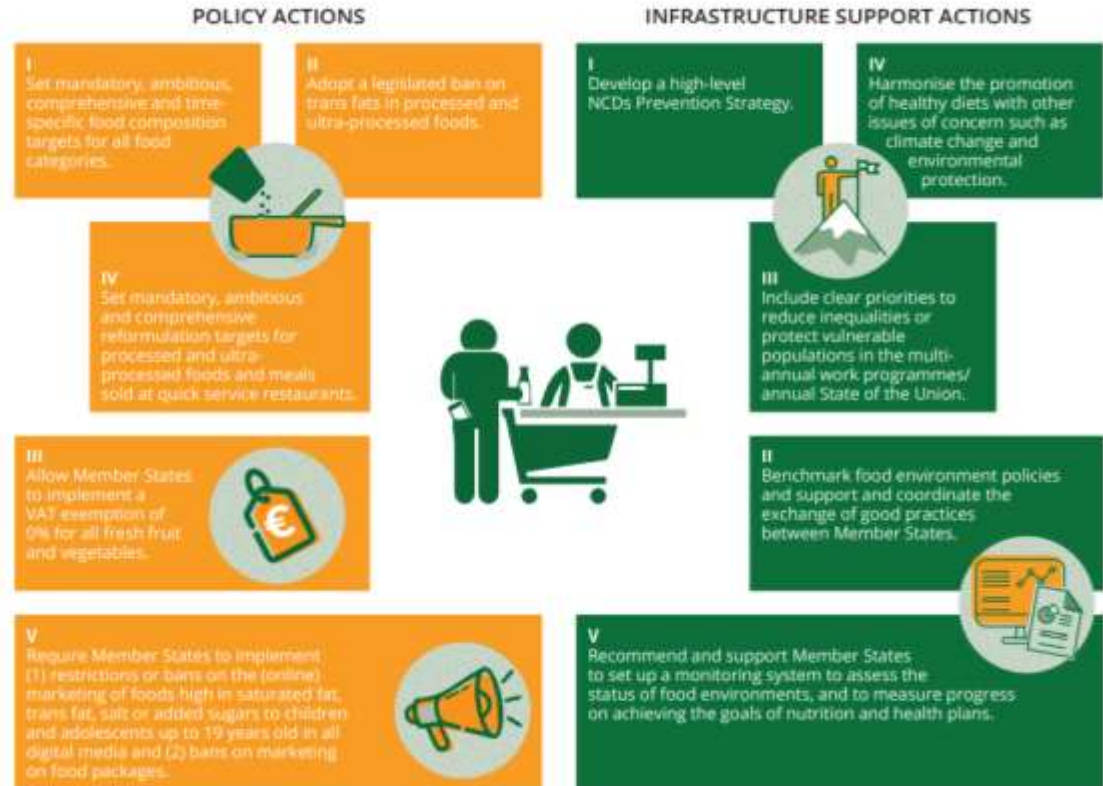 POLICY ACTIONS
I
Set mandatory, ambitious,
comprehensive and time-
specific food composition
targets for all food
categories.
II
Adopt a legislated ban on
trans fats in processed and
ultra-processed foods.
IV
Set mandatory, ambitious
and comprehensive
reformulation targets for
processed and ultra-
processed foods and meals
sold at quick service restaurants.
III
Allow Member States
to implement a
VAT exemption of
0% for all fresh fruit
and vegetables.
€
V
Require Member States to implement
(1) restrictions or bans on the (online)
marketing of foods high in saturated fat,
trans fat, salt or added sugars to children
and adolescents up to 19 years old in all
digital media and (2) bans on marketing
on food packages.
INFRASTRUCTURE SUPPORT ACTIONS
I
Develop a high-level
NCDs Prevention Strategy.
IV
Harmonise the promotion
of healthy diets with other
issues of concern such as
climate change and
environmental
protection.
III
Include clear priorities to
reduce inequalities or
protect vulnerable
populations in the multi-
annual work programmes/
annual State of the Union.
II
Benchmark food environment policies
and support and coordinate the
exchange of good practices
between Member States.
V
Recommend and support Member States
to set up a monitoring system to assess the
status of food environments, and to measure progress
on achieving the goals of nutrition and health plans.